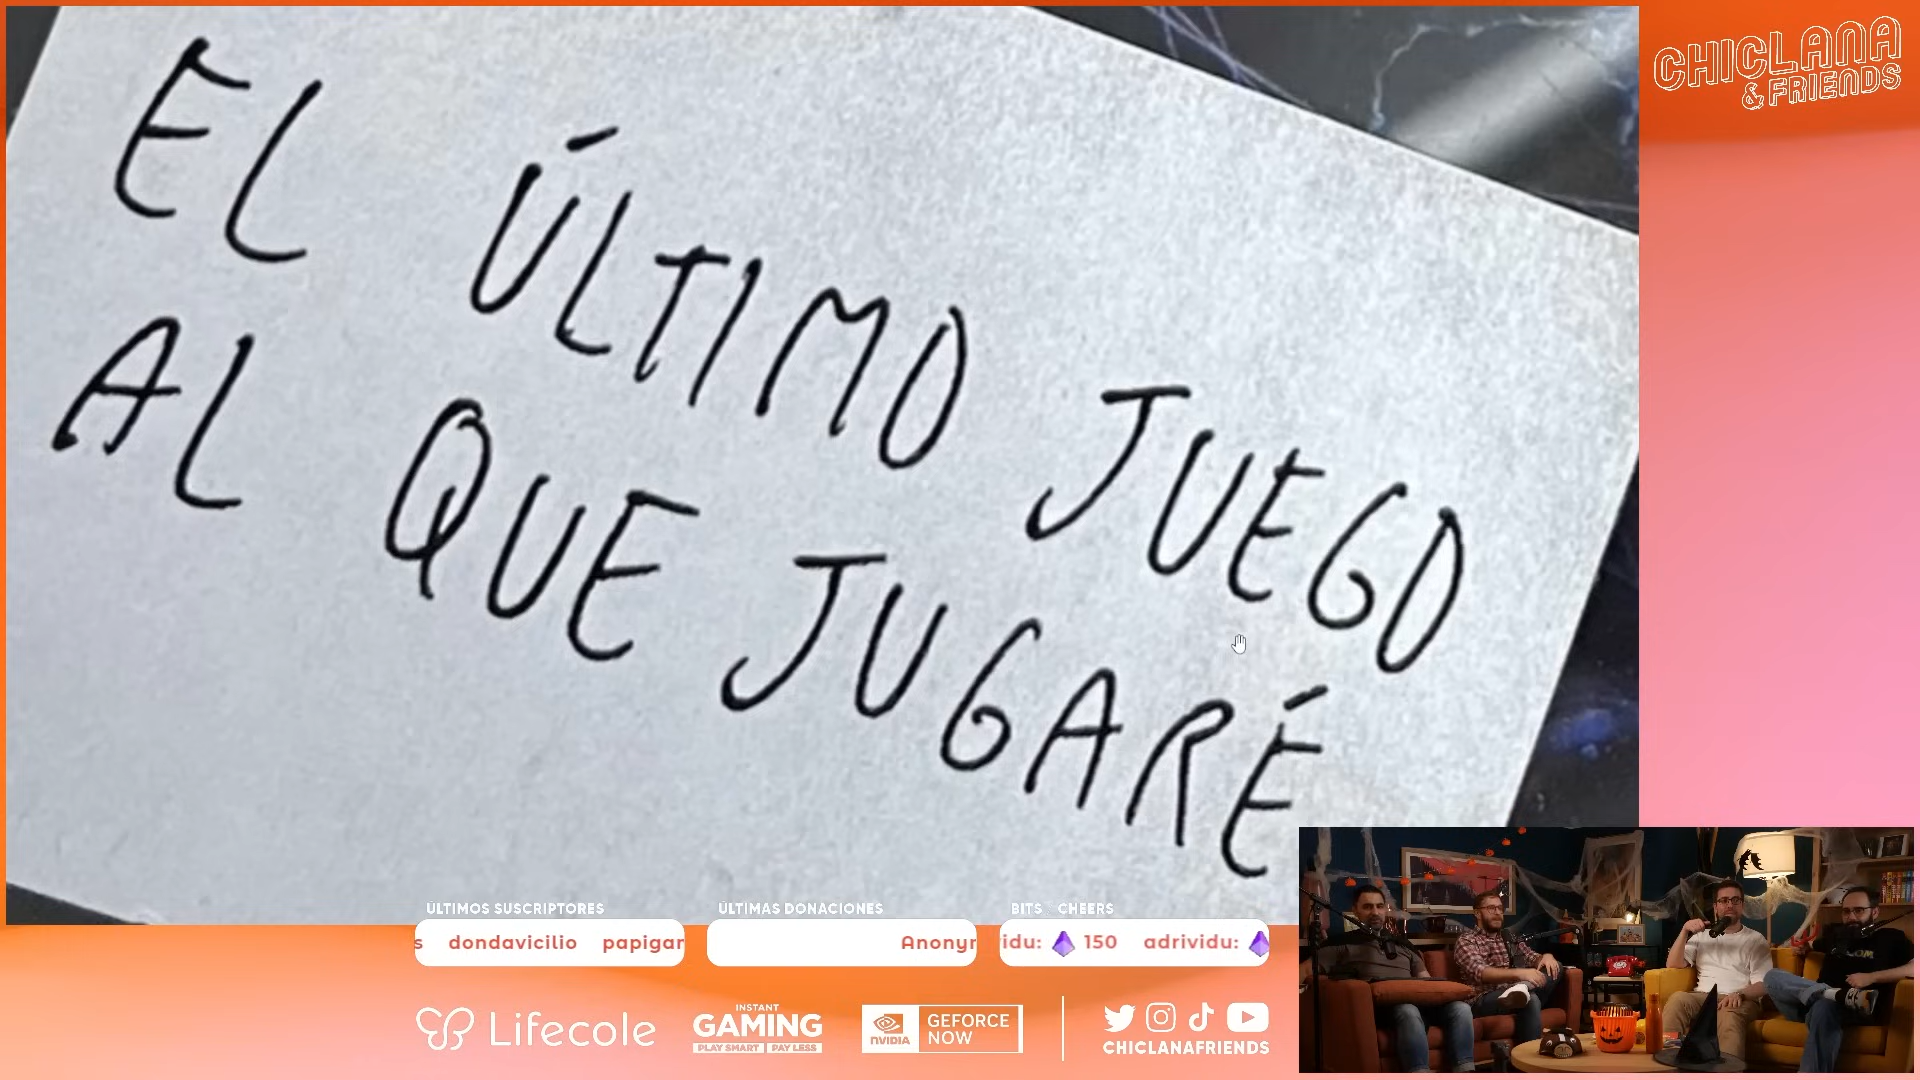 EL ÚLTIMO JUEGO
AL QUE JUGARÉ
CHICLANA
& FRIENDS
ÚLTIMOS SUSCRIPTORES
s dondavicilio papigar
ÚLTIMAS DONACIONES
Anonyr
BITS CHEERS
idu: 150 adrividu:
Lifecole
INSTANT
GAMING
PLAY SMART | PAY LESS
NVIDIA
GEFORCE
NOW
CHICLANAFRIENDS